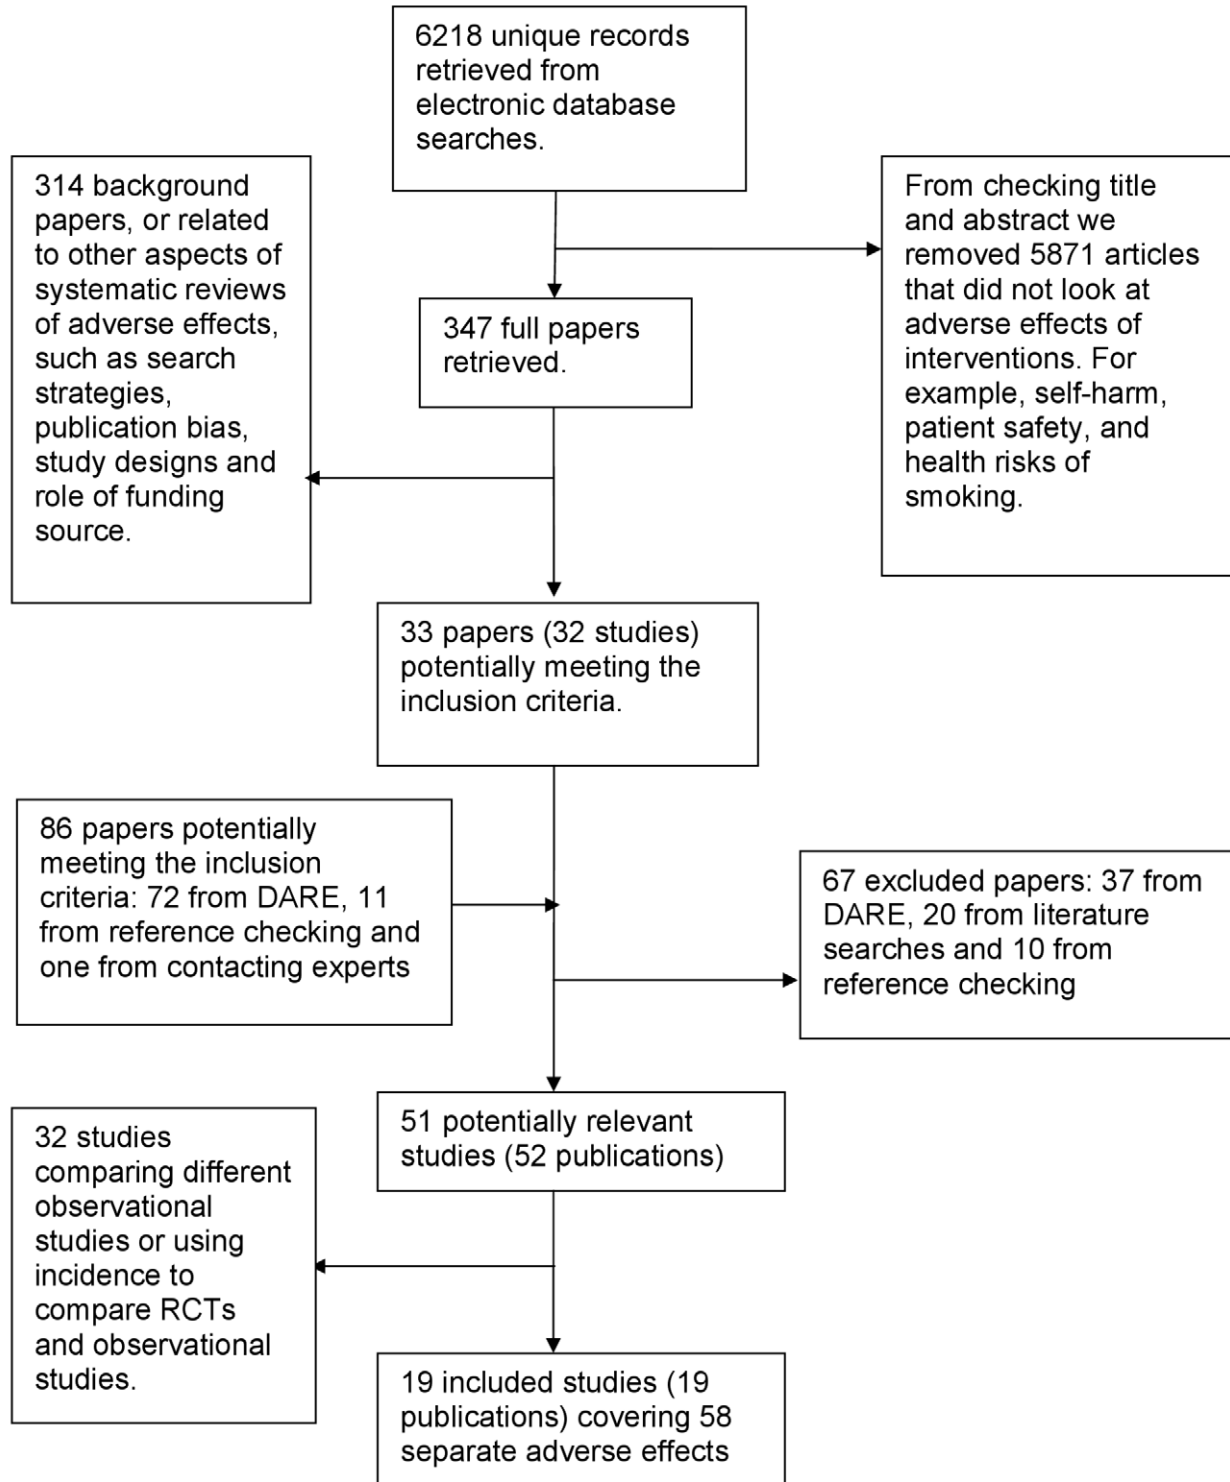 6218 unique records
retrieved from
electronic database
searches.
314 background
papers, or related
to other aspects of
systematic reviews
of adverse effects,
such as search
strategies,
publication bias,
study designs and
role of funding
source.
From checking title
and abstract we
removed 5871 articles
that did not look at
adverse effects of
interventions. For
example, self-harm,
patient safety, and
health risks of
smoking.
347 full papers
retrieved.
33 papers (32 studies)
potentially meeting the
inclusion criteria.
86 papers potentially
meeting the inclusion
criteria: 72 from DARE, 11
from reference checking and
one from contacting experts
67 excluded papers: 37 from
DARE, 20 from literature
searches and 10 from
reference checking
51 potentially relevant
studies (52 publications)
32 studies
comparing different
observational
studies or using
incidence to
compare RCTs
and observational
studies.
19 included studies (19
publications) covering 58
separate adverse effects